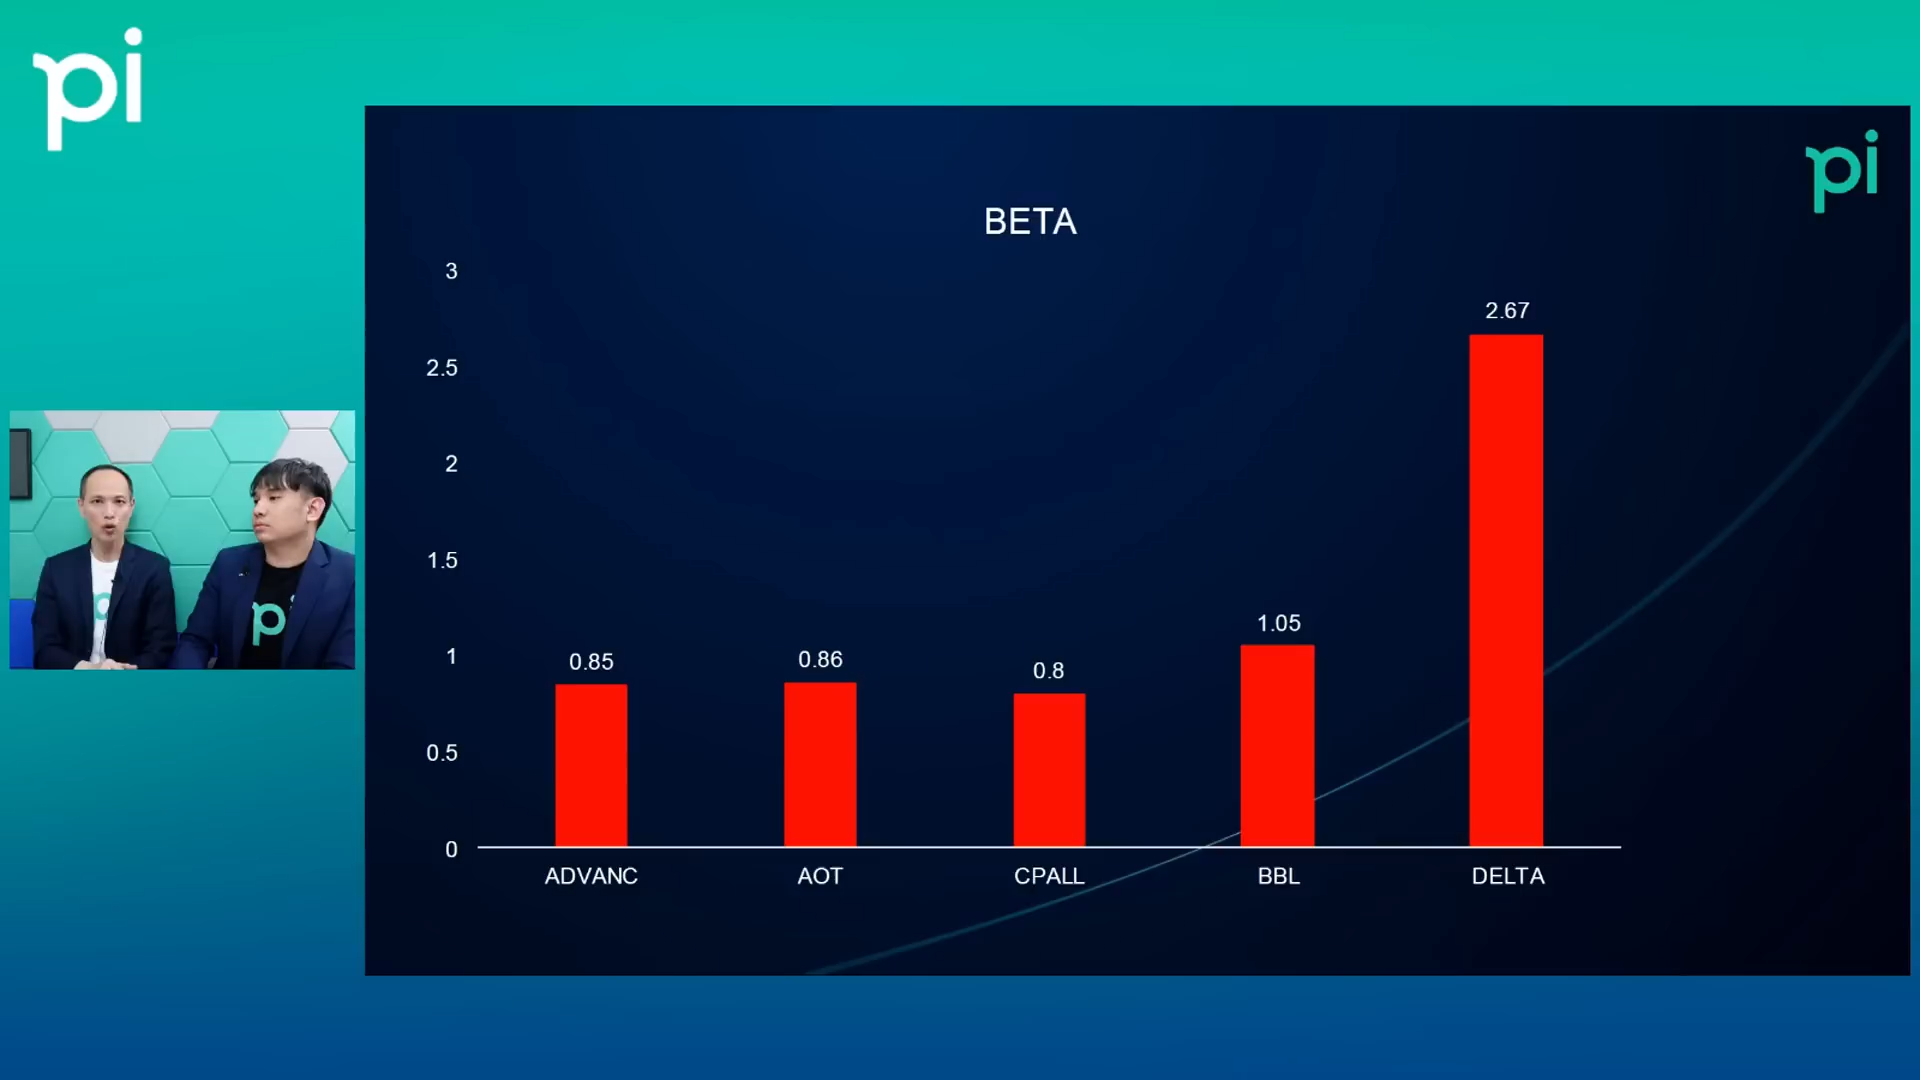 pi
pi
BETA
3
2.5
2
1.5
1
0.5
0
0.85
0.86
0.8
1.05
2.67
ADVANC
AOT
CPALL
BBL
DELTA
pi